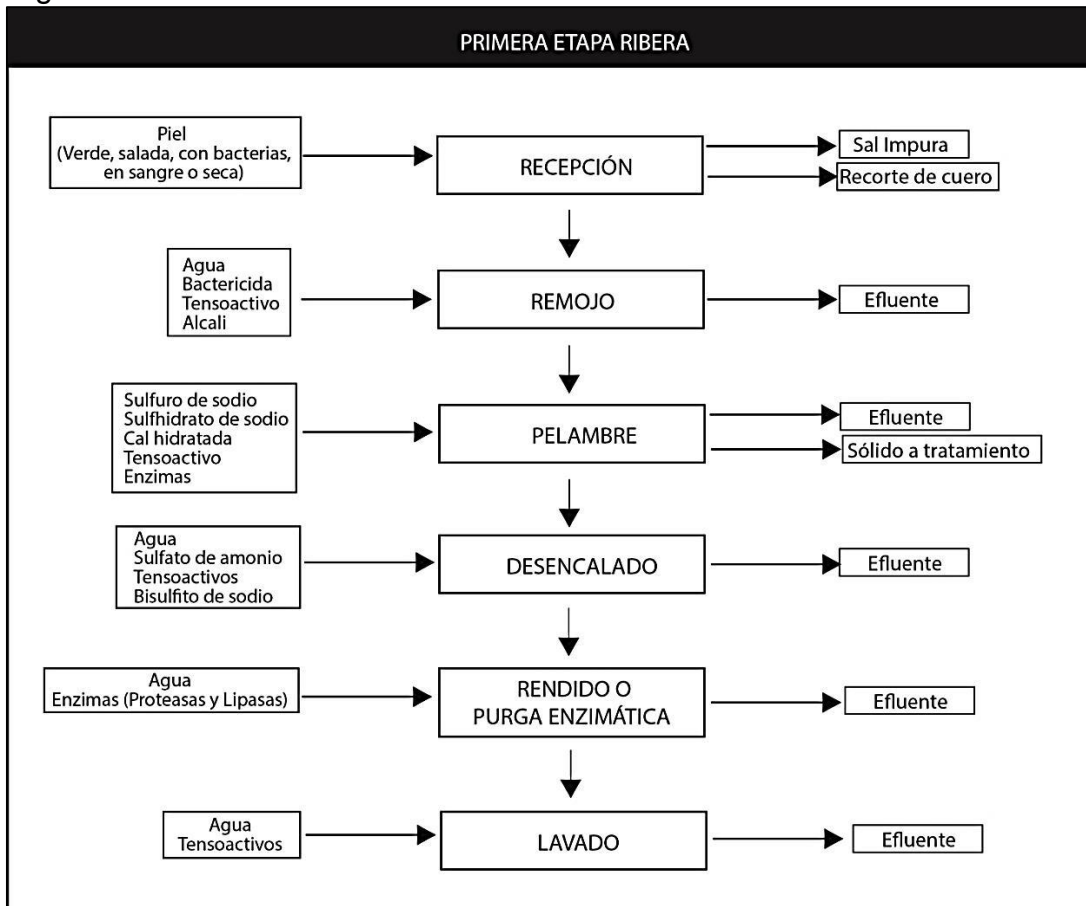 PRIMERA ETAPA RIBERA
Piel
(Verde, salada, con bacterias,
en sangre o seca)
RECEPCIÓN
Sal Impura
Recorte de cuero
Agua
Bactericida
Tensoactivo
Alcali
REMOJO
Efluente
Sulfuro de sodio
Sulfhidrato de sodio
Cal hidratada
Tensoactivo
Enzimas
PELAMBRE
Efluente
Sólido a tratamiento
Agua
Sulfato de amonio
Tensoactivos
Bisulfito de sodio
DESENCALADO
Efluente
Agua
Enzimas (Proteasas y Lipasas)
RENDIDO O
PURGA ENZIMÁTICA
Efluente
Agua
Tensoactivos
LAVADO
Efluente